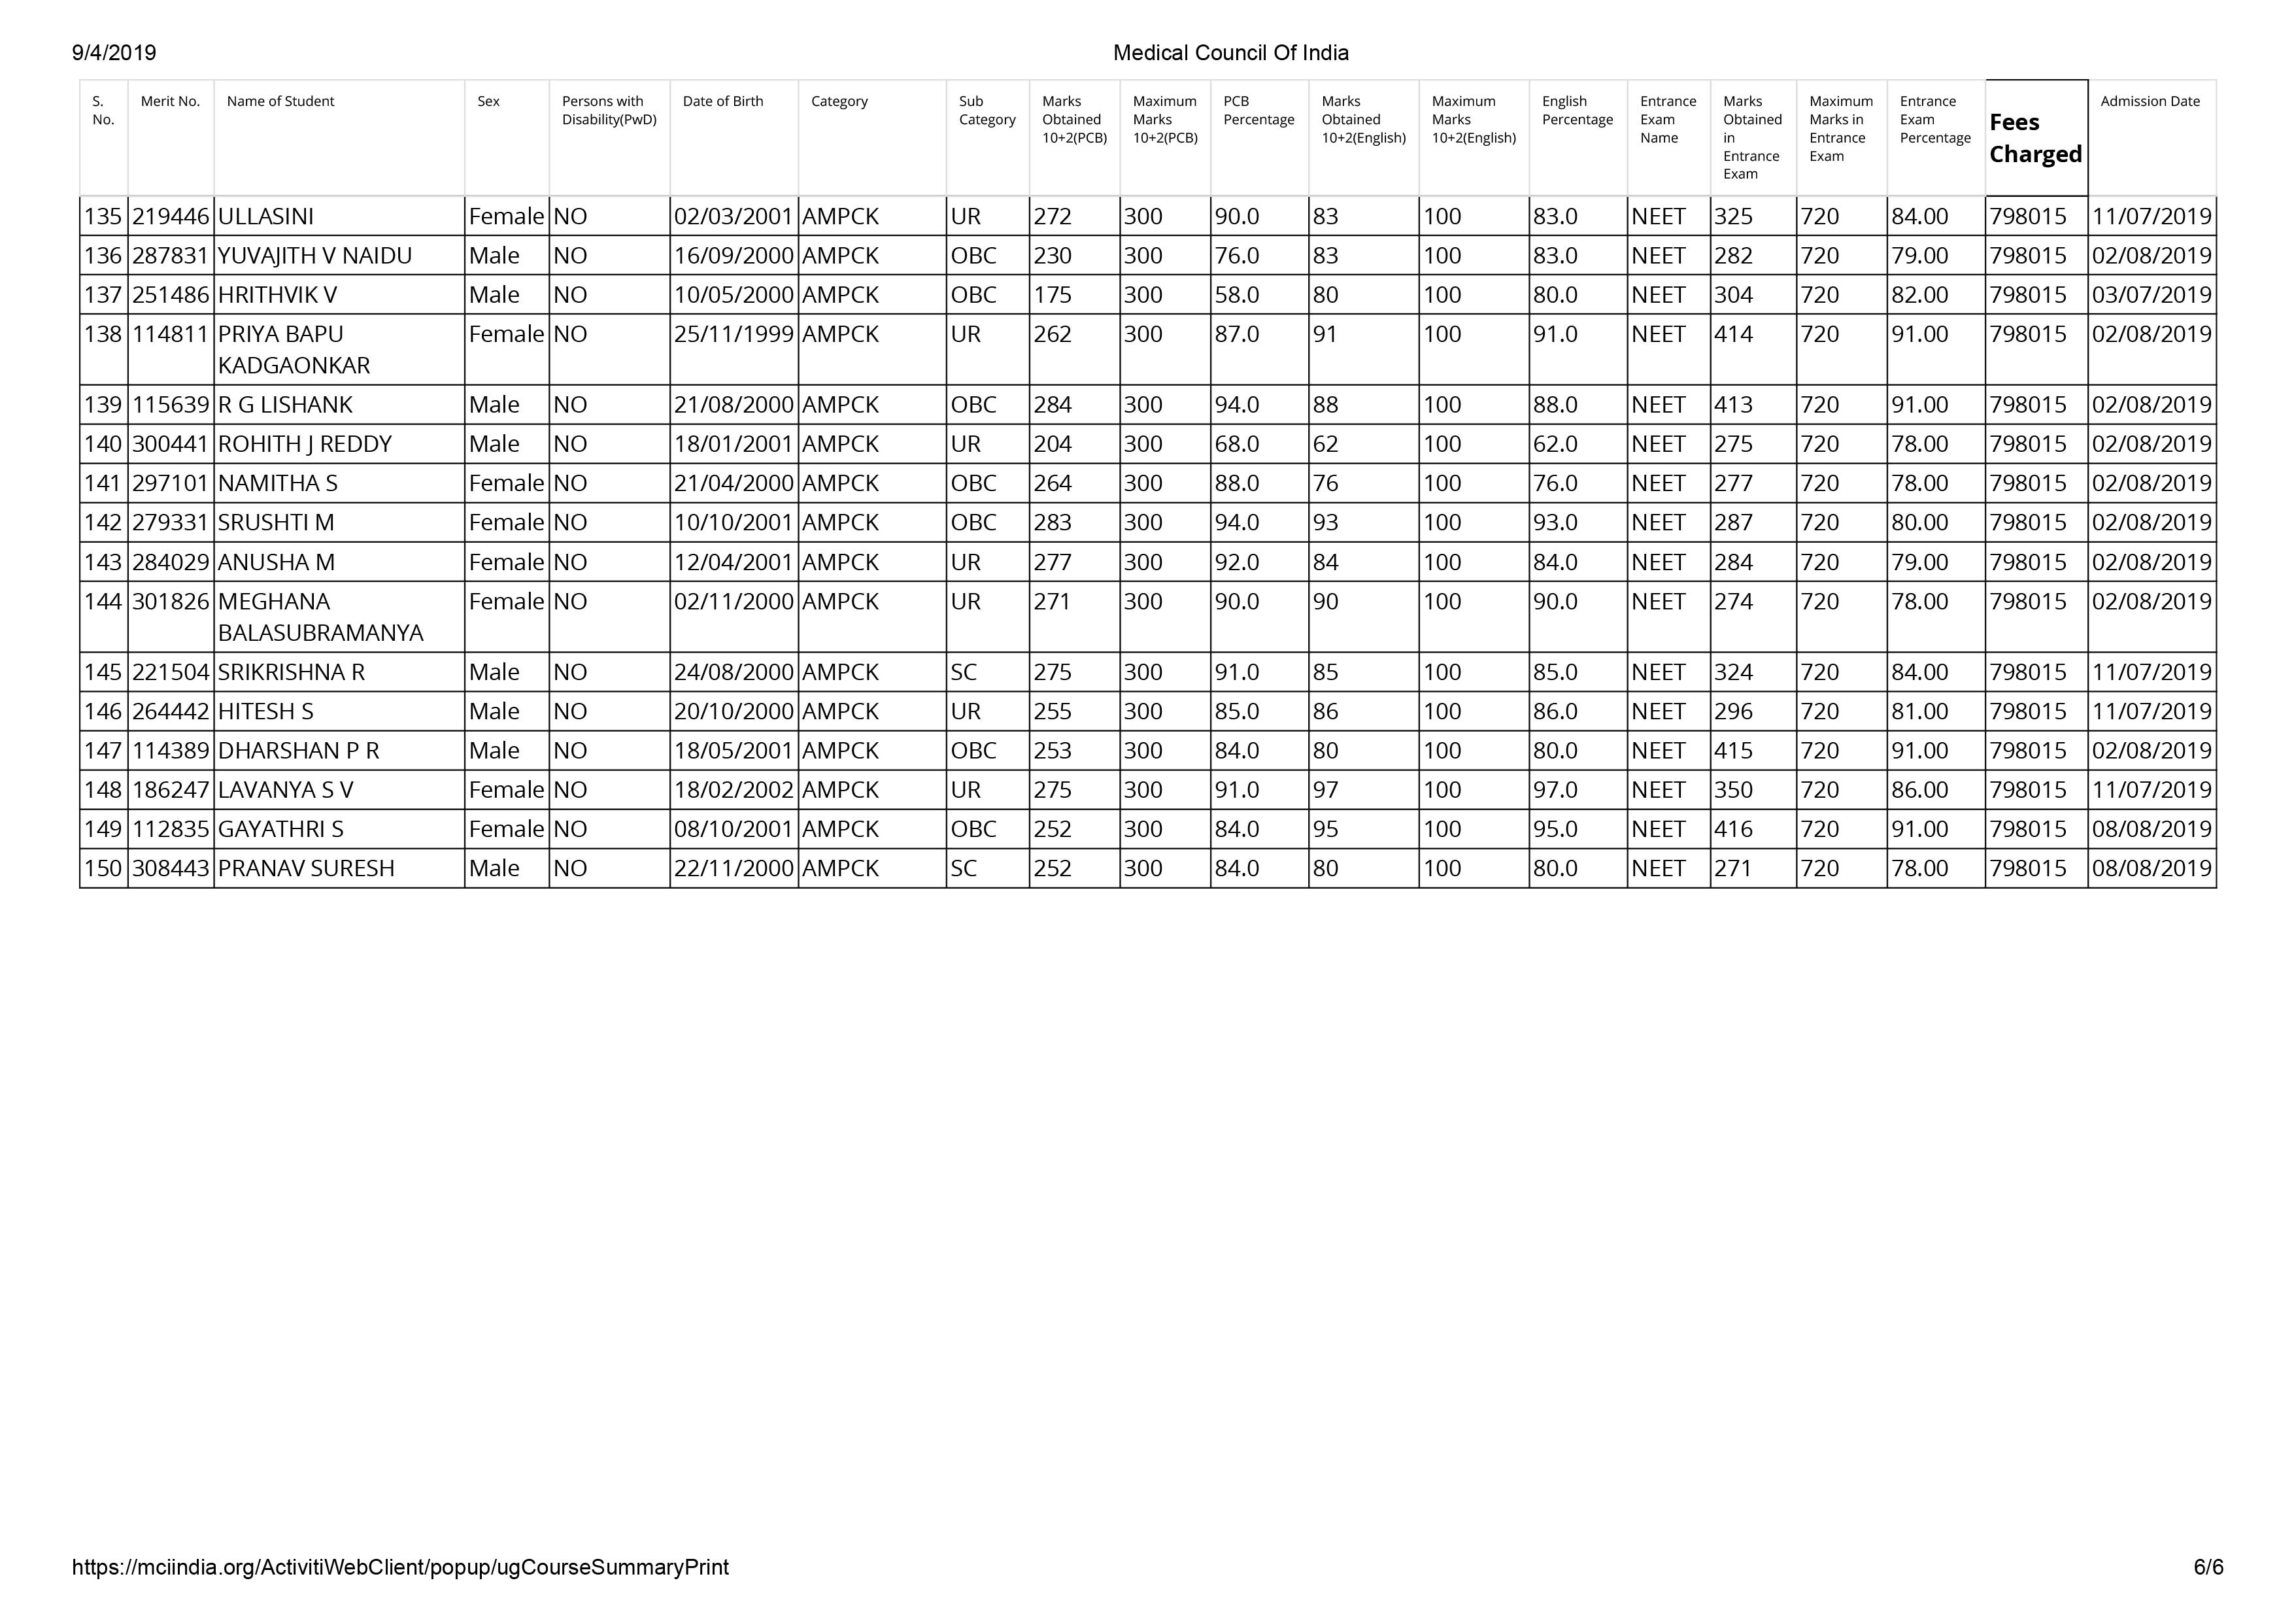 9/4/2019 Medical Council Of India
S. No. Merit No. Name of Student Sex Persons with Disability(PwD) Date of Birth Category Sub Category Marks Obtained 10+2(PCB) Maximum Marks 10+2(PCB) PCB Percentage Marks Obtained 10+2(English) Maximum Marks 10+2(English) English Percentage Entrance Exam Name Marks Obtained in Entrance Exam Maximum Marks in Entrance Exam Entrance Exam Percentage Fees Charged Admission Date
135 219446 ULLASINI Female NO 02/03/2001 AMPCK UR 272 300 90.0 83 100 83.0 NEET 325 720 84.00 798015 11/07/2019
136 287831 YUVAJITH V NAIDU Male NO 16/09/2000 AMPCK OBC 230 300 76.0 83 100 83.0 NEET 282 720 79.00 798015 02/08/2019
137 251486 HRITHVIK V Male NO 10/05/2000 AMPCK OBC 175 300 58.0 80 100 80.0 NEET 304 720 82.00 798015 03/07/2019
138 114811 PRIYA BAPU KADGAONKAR Female NO 25/11/1999 AMPCK UR 262 300 87.0 91 100 91.0 NEET 414 720 91.00 798015 02/08/2019
139 115639 R G LISHANK Male NO 21/08/2000 AMPCK OBC 284 300 94.0 88 100 88.0 NEET 413 720 91.00 798015 02/08/2019
140 300441 ROHITH J REDDY Male NO 18/01/2001 AMPCK UR 204 300 68.0 62 100 62.0 NEET 275 720 78.00 798015 02/08/2019
141 297101 NAMITHA S Female NO 21/04/2000 AMPCK OBC 264 300 88.0 76 100 76.0 NEET 277 720 78.00 798015 02/08/2019
142 279331 SRUSHTI M Female NO 10/10/2001 AMPCK OBC 283 300 94.0 93 100 93.0 NEET 287 720 80.00 798015 02/08/2019
143 284029 ANUSHA M Female NO 12/04/2001 AMPCK UR 277 300 92.0 84 100 84.0 NEET 284 720 79.00 798015 02/08/2019
144 301826 MEGHANA BALASUBRAMANYA Female NO 02/11/2000 AMPCK UR 271 300 90.0 90 100 90.0 NEET 274 720 78.00 798015 02/08/2019
145 221504 SRIKRISHNA R Male NO 24/08/2000 AMPCK SC 275 300 91.0 85 100 85.0 NEET 324 720 84.00 798015 11/07/2019
146 264442 HITESH S Male NO 20/10/2000 AMPCK UR 255 300 85.0 86 100 86.0 NEET 296 720 81.00 798015 11/07/2019
147 114389 DHARSHAN P R Male NO 18/05/2001 AMPCK OBC 253 300 84.0 80 100 80.0 NEET 415 720 91.00 798015 02/08/2019
148 186247 LAVANYA S V Female NO 18/02/2002 AMPCK UR 275 300 91.0 97 100 97.0 NEET 350 720 86.00 798015 11/07/2019
149 112835 GAYATHRI S Female NO 08/10/2001 AMPCK OBC 252 300 84.0 95 100 95.0 NEET 416 720 91.00 798015 08/08/2019
150 308443 PRANAV SURESH Male NO 22/11/2000 AMPCK SC 252 300 84.0 80 100 80.0 NEET 271 720 78.00 798015 08/08/2019
https://mciindia.org/ActivitiWebClient/popup/ugCourseSummaryPrint 6/6